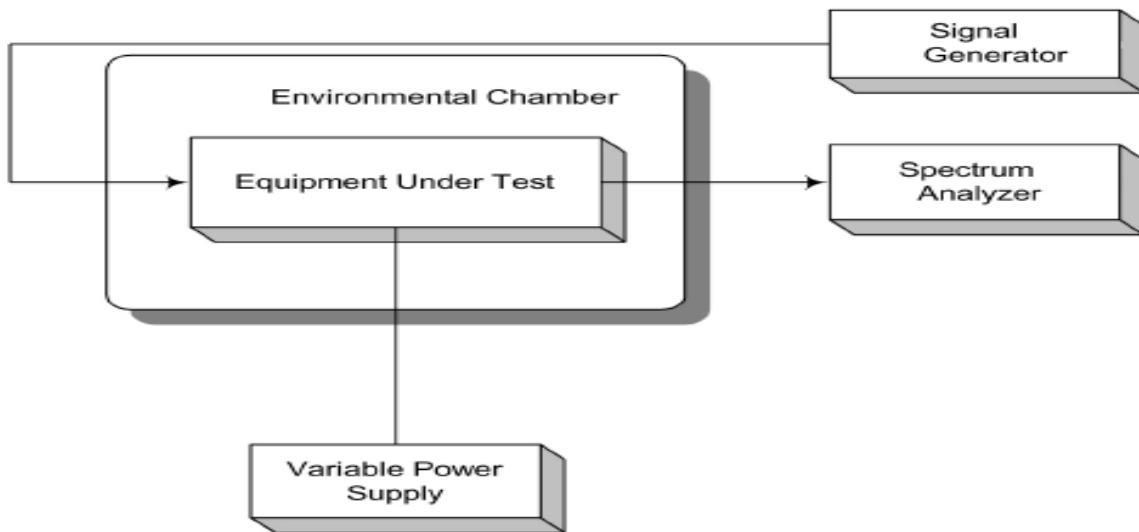 Signal
Generator
Environmental Chamber
Equipment Under Test
Spectrum
Analyzer
Variable Power
Supply